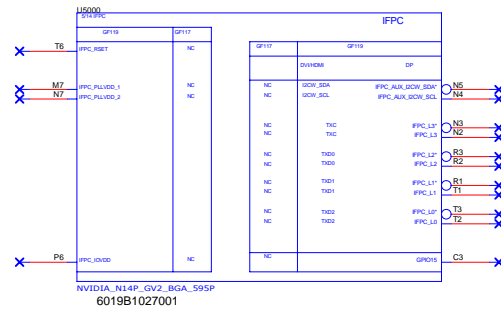 U5000
5/14 IFPC
IFPC
GF119 GF117
GF117 GF119
DVI/HDMI DP
T6 IFPC_RSET NC
M7 IFPC_PLLVDD_1 NC
N7 IFPC_PLLVDD_2 NC
P6 IFPC_IOVDD NC
NC I2CW_SDA IFPC_AUX_I2CW_SDA* N5
NC I2CW_SCL IFPC_AUX_I2CW_SCL N4
NC TXC IFPC_L3* N3
NC TXC IFPC_L3 N2
NC TXD0 IFPC_L2* R3
NC TXD0 IFPC_L2 R2
NC TXD1 IFPC_L1* R1
NC TXD1 IFPC_L1 T1
NC TXD2 IFPC_L0* T3
NC TXD2 IFPC_L0 T2
NC GPIO15 C3
NVIDIA_N14P_GV2_BGA_595P
6019B1027001